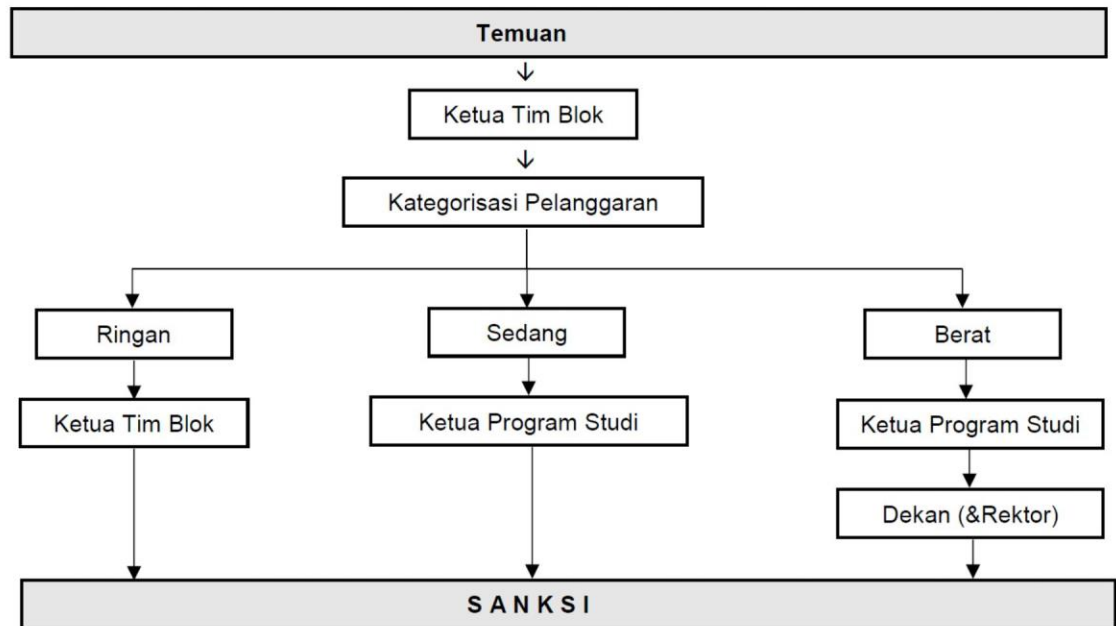 Temuan
Ketua Tim Blok
Kategorisasi Pelanggaran
Ringan
Sedang
Berat
Ketua Tim Blok
Ketua Program Studi
Ketua Program Studi
Dekan (&Rektor)
S A N K S I